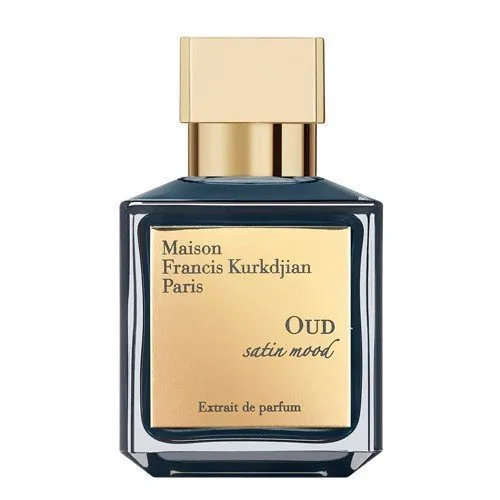 Maison
Francis Kurkdjian
Paris
OUD
satin mood
Extrait de parfum